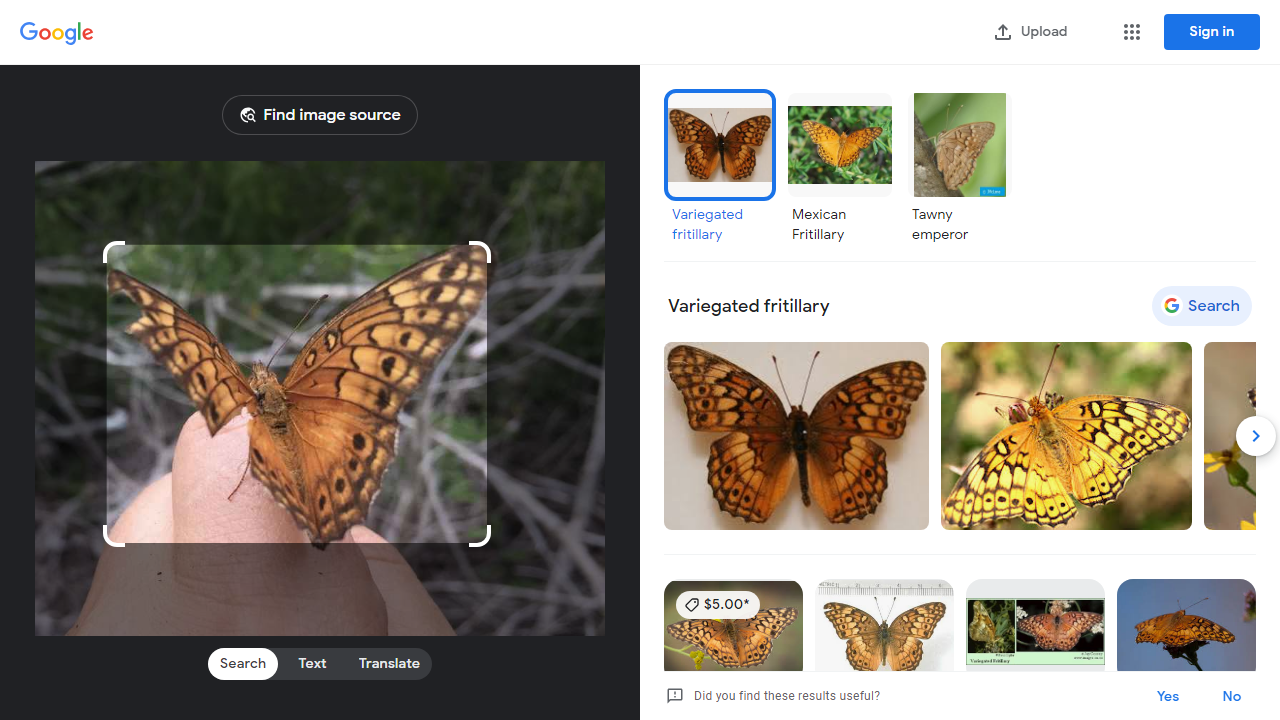 Google
Upload
Sign in
Find image source
Variegated
fritillary
Mexican
Fritillary
Tawny
emperor
Variegated fritillary
Search
$5.00*
Variegated Fritillary
Search
Text
Translate
Did you find these results useful?
Yes
No